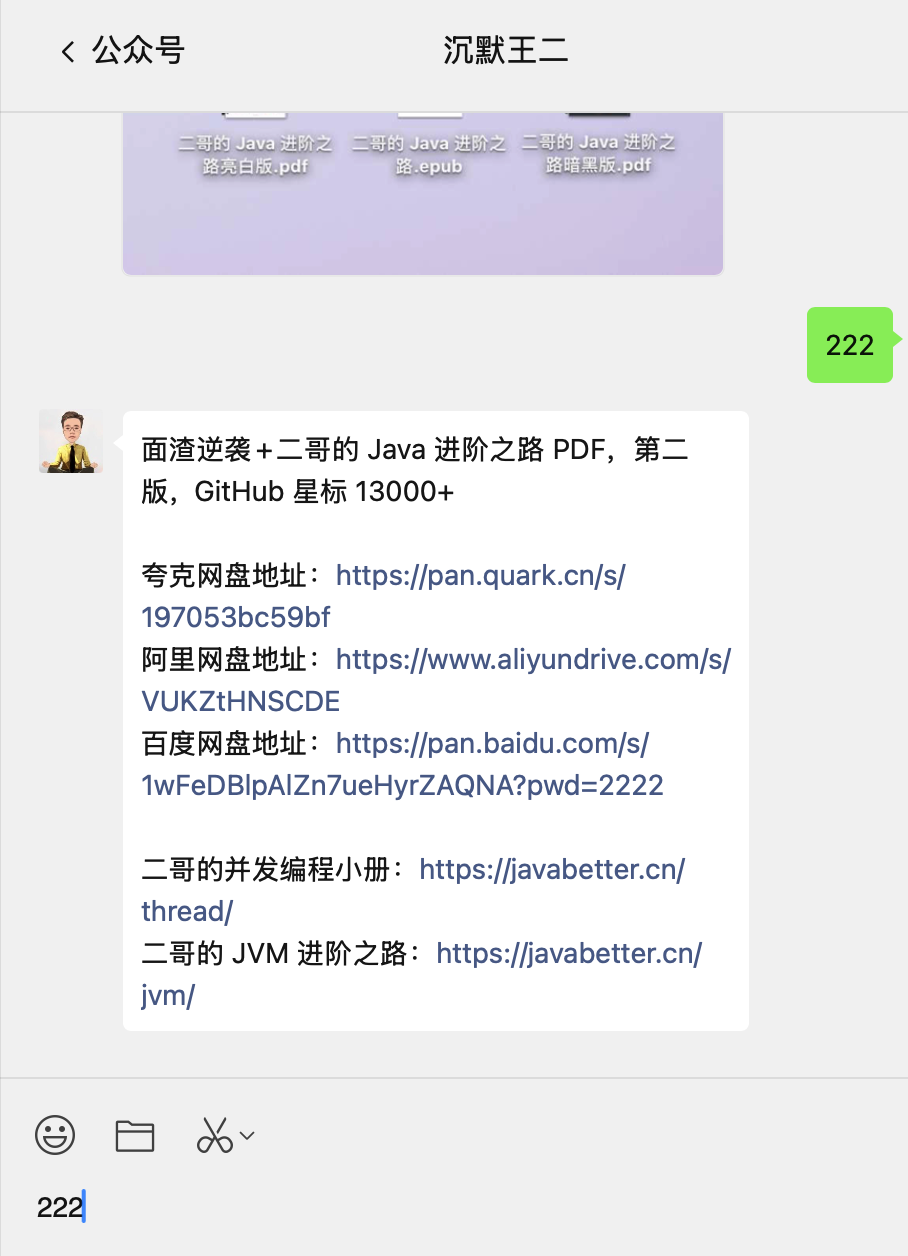 公众号
沉默王二
二哥的 Java 进阶之
路亮白版.pdf
二哥的 Java 进阶之
路.epub
二哥的 Java 进阶之
路暗黑版.pdf
222
面渣逆袭+二哥的 Java 进阶之路 PDF，第二
版，GitHub 星标 13000+
夸克网盘地址：https://pan.quark.cn/s/
197053bc59bf
阿里网盘地址：https://www.aliyundrive.com/s/
VUKZtHNSCDE
百度网盘地址：https://pan.baidu.com/s/
1wFeDBlpAlZn7ueHyrZAQNA?pwd=2222
二哥的并发编程小册：https://javabetter.cn/
thread/
二哥的 JVM 进阶之路：https://javabetter.cn/
jvm/
222